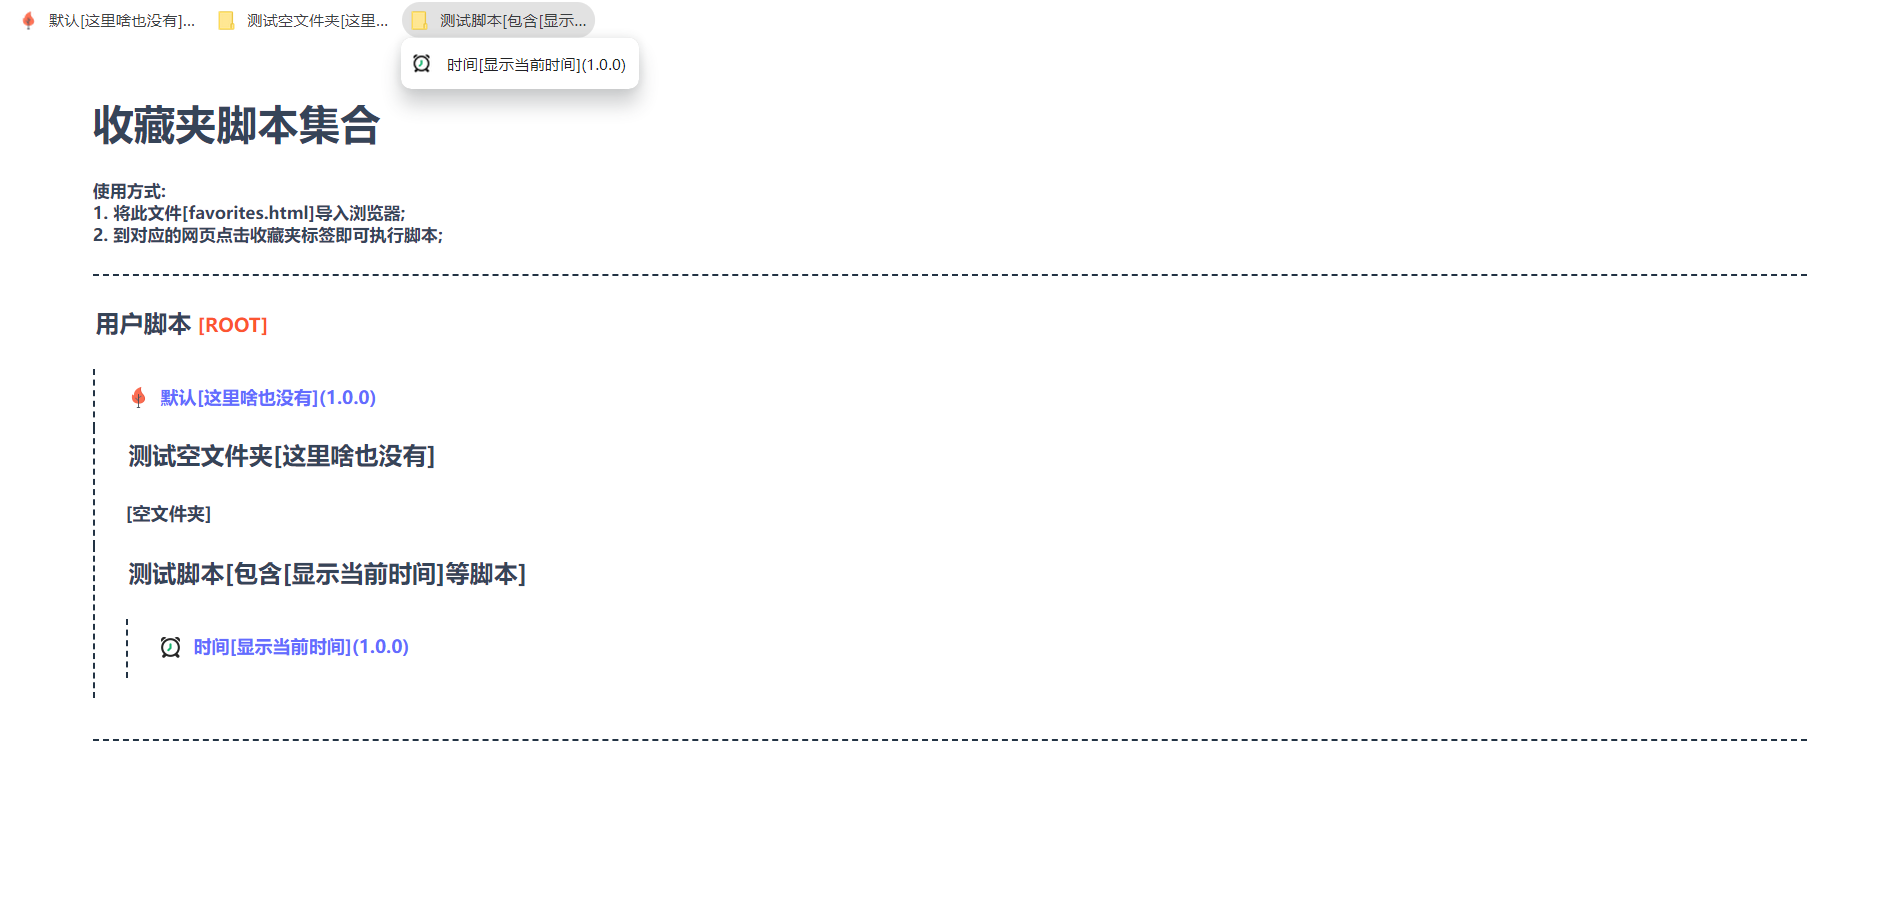 默认[这里啥也没有]...
测试空文件夹[这里...
测试脚本[包含[显示...
时间[显示当前时间](1.0.0)
收藏夹脚本集合
使用方式:
1. 将此文件[favorites.html]导入浏览器;
2. 到对应的网页点击收藏夹标签即可执行脚本;
用户脚本 [ROOT]
默认[这里啥也没有](1.0.0)
测试空文件夹[这里啥也没有]
[空文件夹]
测试脚本[包含[显示当前时间]等脚本]
时间[显示当前时间](1.0.0)